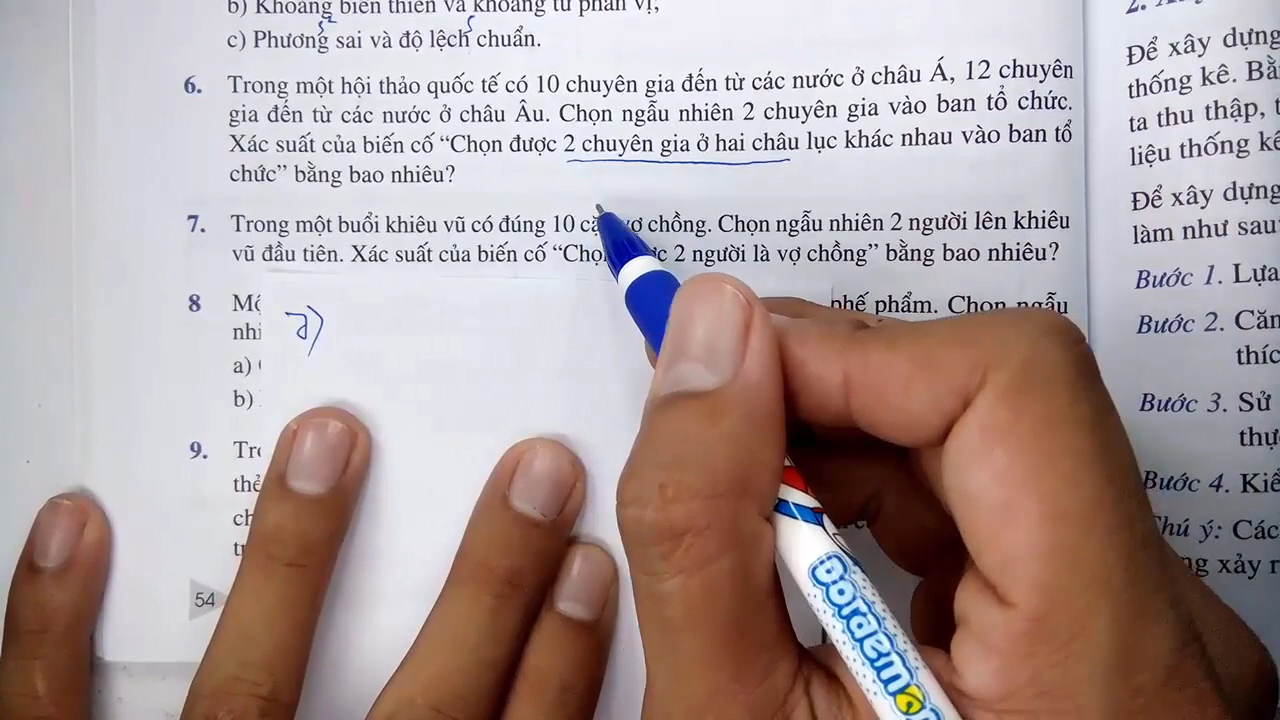 b) Khoảng biến thiên và khoảng tứ phân vị;
c) Phương sai và độ lệch chuẩn.
6. Trong một hội thảo quốc tế có 10 chuyên gia đến từ các nước ở châu Á, 12 chuyên
gia đến từ các nước ở châu Âu. Chọn ngẫu nhiên 2 chuyên gia vào ban tổ chức.
Xác suất của biến cố “Chọn được 2 chuyên gia ở hai châu lục khác nhau vào ban tổ
chức” bằng bao nhiêu?
7. Trong một buổi khiêu vũ có đúng 10 chồng. Chọn ngẫu nhiên 2 người lên khiêu
vũ đầu tiên. Xác suất của biến cố 2 người là vợ chồng” bằng bao nhiêu?
8 phế phẩm. Chọn ngẫu
nhi
a)
b)
9.
thẻ
54
7)
Để xây dựng
thống kê. Bằ
ta thu thập,
liệu thống kê
Để xây dựng
làm như sau
Bước 1. Lựa
Bước 2. Căn
thíc
Bước 3. Sử
thực
Bước 4. Kiể
ý: Các
xảy r
Doraemon